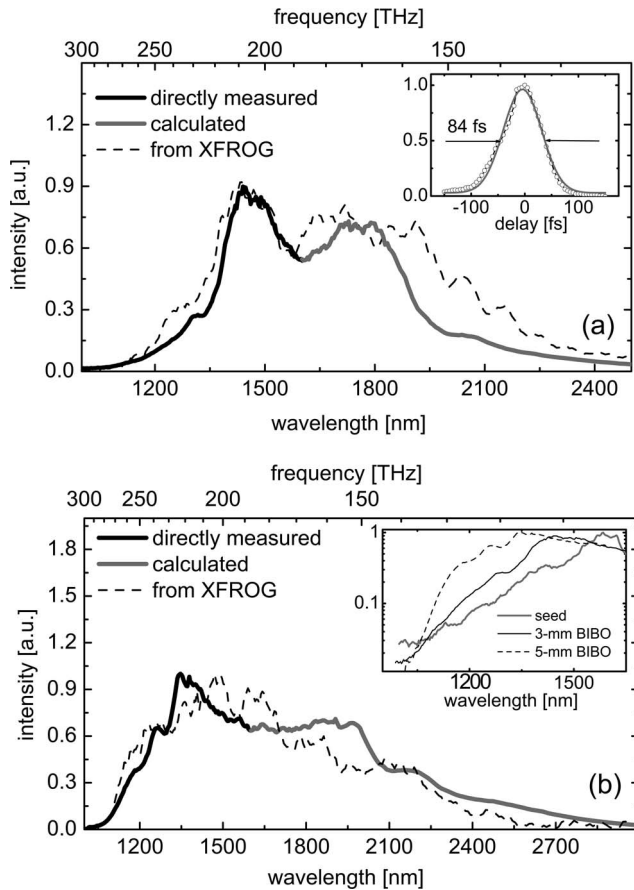 frequency [THz]
300 250 200 150
intensity [a.u.]
1.2
0.9
0.6
0.3
0.0
directly measured
calculated
from XFROG
1.0
0.5
0.0
84 fs
-100 0 100
delay [fs]
(a)
1200 1500 1800 2100 2400
wavelength [nm]
frequency [THz]
300 250 200 150
intensity [a.u.]
1.8
1.5
1.2
0.9
0.6
0.3
0.0
directly measured
calculated
from XFROG
1
0.1
seed
3-mm BIBO
5-mm BIBO
1200 1500
wavelength [nm]
(b)
1200 1500 1800 2100 2400 2700
wavelength [nm]